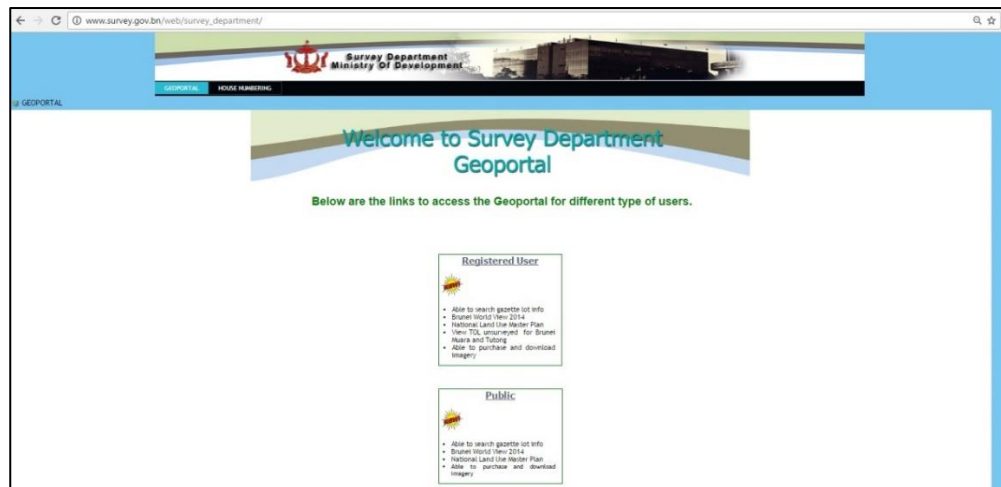 www.survey.gov.bn/web/survey_department/
Survey Department
Ministry Of Development
GEOPORTAL HOUSE NUMBERING
GEOPORTAL
Welcome to Survey Department
Geoportal
Below are the links to access the Geoportal for different type of users.
Registered User
NEWS
• Able to search gazette lot info
• Brunei World View 2014
• National Land Use Master Plan
• View TOL unsurveyed for Brunei
Muara and Tutong
• Able to purchase and download
Imagery
Public
NEWS
• Able to search gazette lot info
• Brunei World View 2014
• National Land Use Master Plan
• Able to purchase and download
Imagery